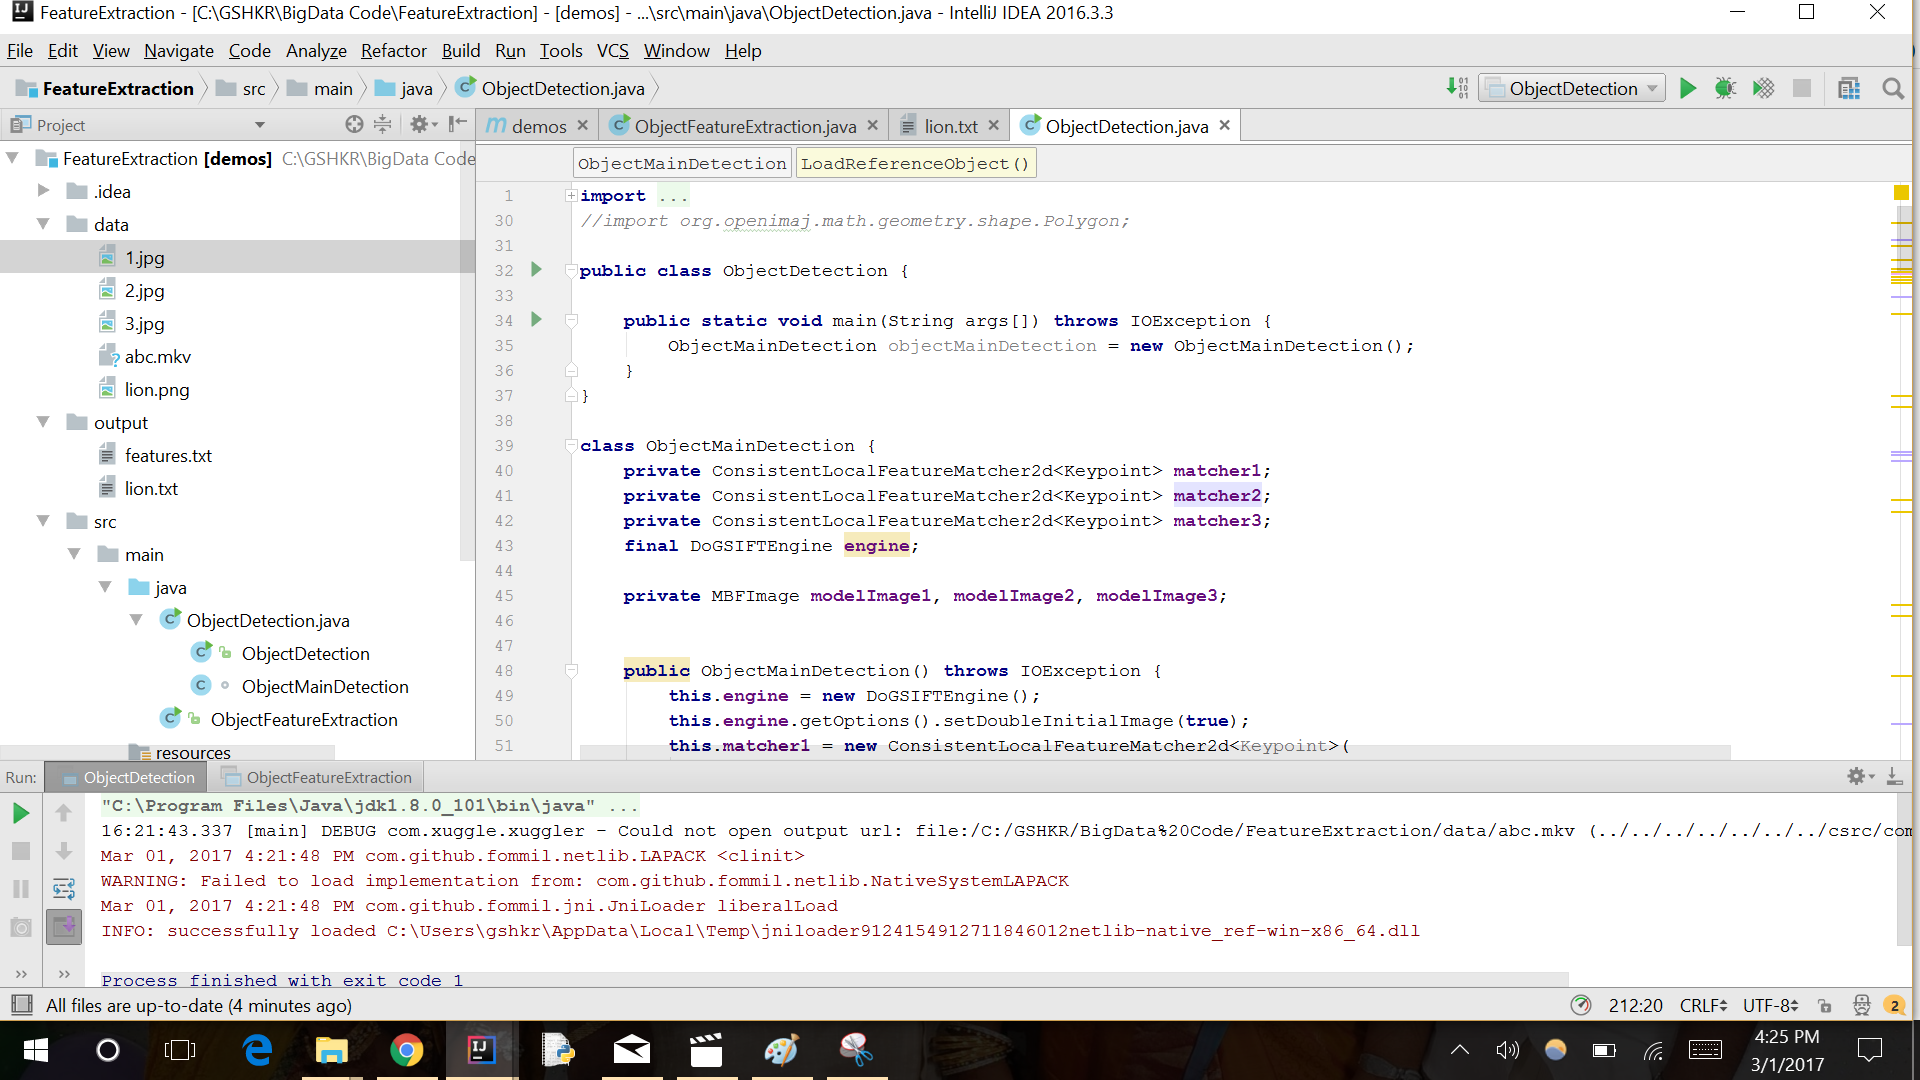 FeatureExtraction - [C:\GSHKR\BigData Code\FeatureExtraction] - [demos] - ...\src\main\java\ObjectDetection.java - IntelliJ IDEA 2016.3.3
File Edit View Navigate Code Analyze Refactor Build Run Tools VCS Window Help
FeatureExtraction src main java ObjectDetection.java ObjectDetection
Project demos ObjectFeatureExtraction.java lion.txt ObjectDetection.java
FeatureExtraction [demos] C:\GSHKR\BigData Code
.idea
data
1.jpg
2.jpg
3.jpg
abc.mkv
lion.png
output
features.txt
lion.txt
src
main
java
ObjectDetection.java
ObjectDetection
ObjectMainDetection
ObjectFeatureExtraction
resources
ObjectMainDetection LoadReferenceObject()
1 import ...
30 //import org.openimaj.math.geometry.shape.Polygon;
31
32 public class ObjectDetection {
33
34 public static void main(String args[]) throws IOException {
35 ObjectMainDetection objectMainDetection = new ObjectMainDetection();
36 }
37 }
38
39 class ObjectMainDetection {
40 private ConsistentLocalFeatureMatcher2d<Keypoint> matcher1;
41 private ConsistentLocalFeatureMatcher2d<Keypoint> matcher2;
42 private ConsistentLocalFeatureMatcher2d<Keypoint> matcher3;
43 final DoGSIFTEngine engine;
44
45 private MBFImage modelImage1, modelImage2, modelImage3;
46
47
48 public ObjectMainDetection() throws IOException {
49 this.engine = new DoGSIFTEngine();
50 this.engine.getOptions().setDoubleInitialImage(true);
51 this.matcher1 = new ConsistentLocalFeatureMatcher2d<Keypoint>(
Run: ObjectDetection ObjectFeatureExtraction
"C:\Program Files\Java\jdk1.8.0_101\bin\java" ...
16:21:43.337 [main] DEBUG com.xuggle.xuggler - Could not open output url: file:/C:/GSHKR/BigData%20Code/FeatureExtraction/data/abc.mkv (../../../../../../../csrc/com
Mar 01, 2017 4:21:48 PM com.github.fommil.netlib.LAPACK <clinit>
WARNING: Failed to load implementation from: com.github.fommil.netlib.NativeSystemLAPACK
Mar 01, 2017 4:21:48 PM com.github.fommil.jni.JniLoader liberalLoad
INFO: successfully loaded C:\Users\gshkr\AppData\Local\Temp\jniloader9124154912711846012netlib-native_ref-win-x86_64.dll
Process finished with exit code 1
All files are up-to-date (4 minutes ago) 212:20 CRLF UTF-8 2
4:25 PM
3/1/2017